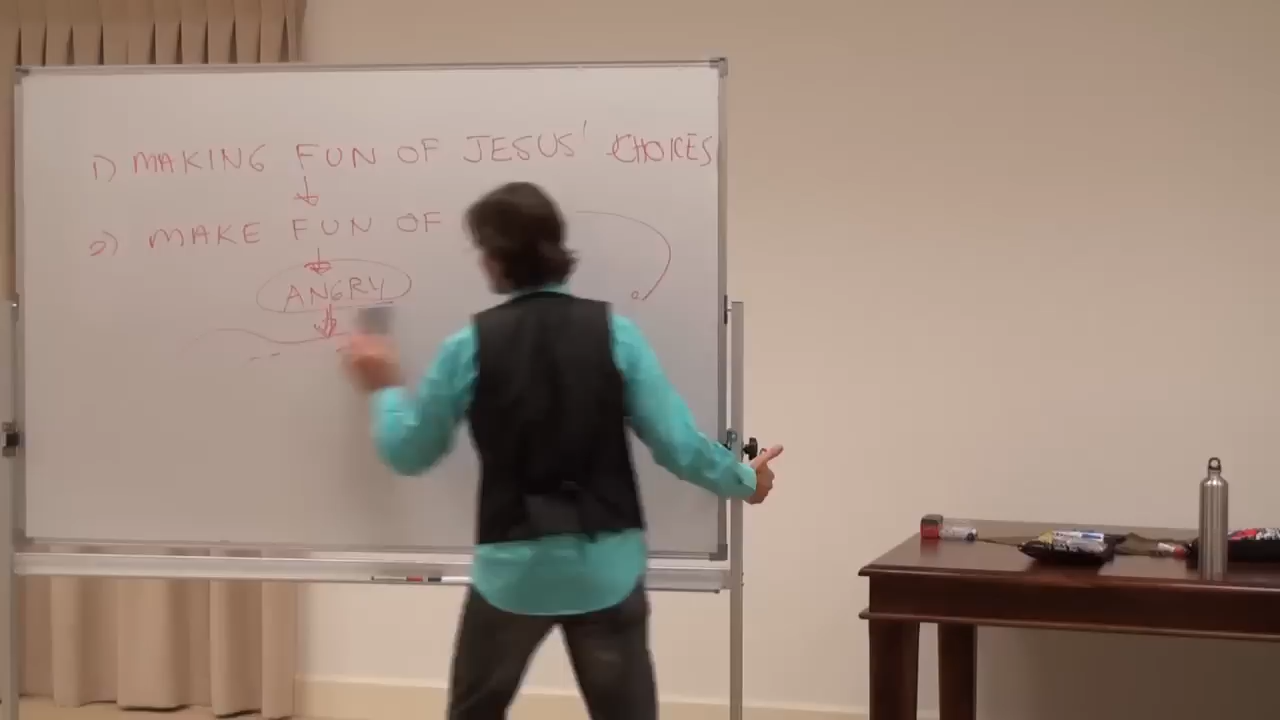 1) MAKING FUN OF JESUS' CHOICES
2) MAKE FUN OF
ANGRY